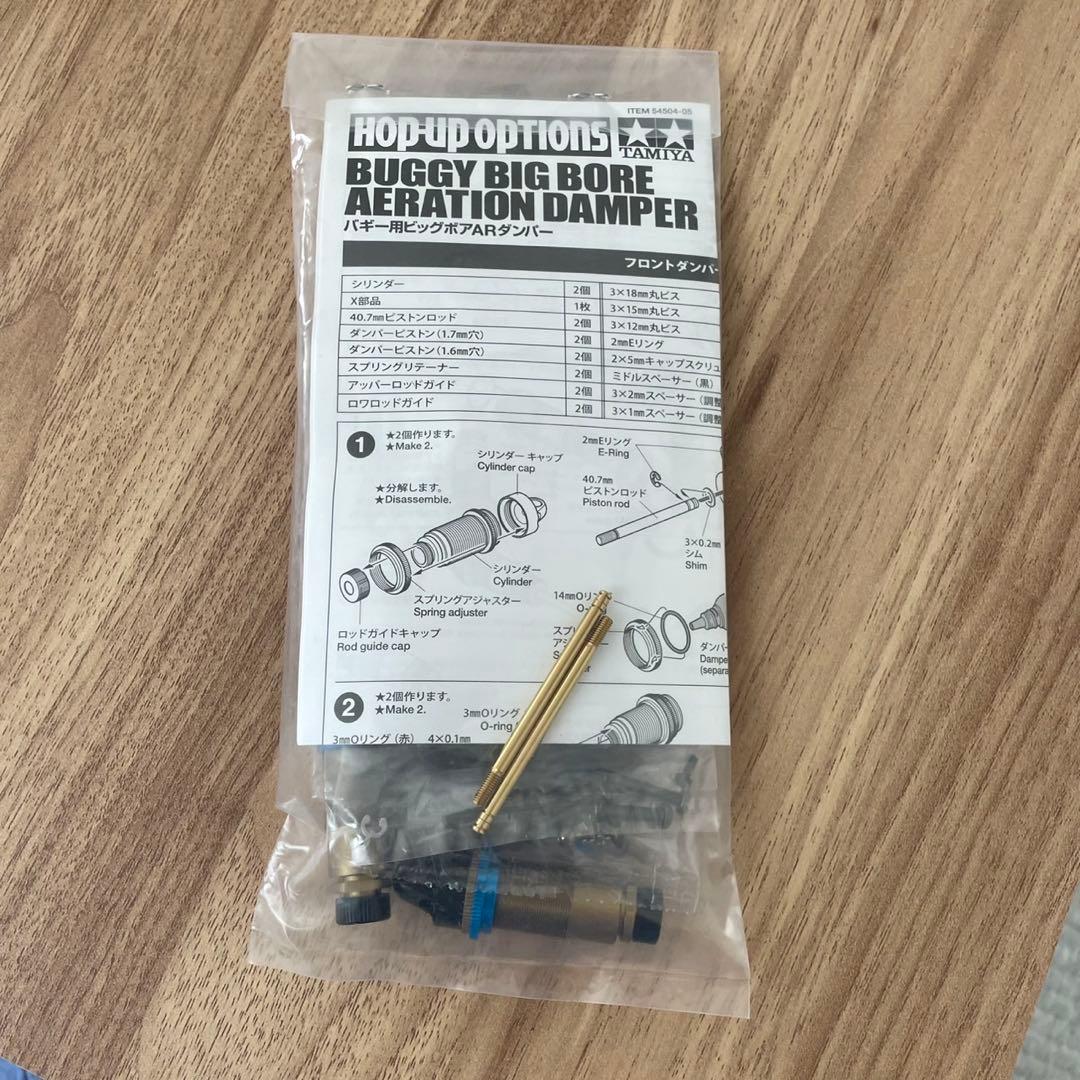 ITEM 54504-05
HOP-UP OPTIONS
TAMIYA
BUGGY BIG BORE
AERATION DAMPER
バギー用ビッグボアARダンパー
フロントダンパー
シリンダー 2個 3×18mm丸ビス
X部品 1枚 3×15mm丸ビス
40.7mmピストンロッド 2個 3×12mm丸ビス
ダンパーピストン(1.7mm穴) 2個 2mmEリング
ダンパーピストン(1.6mm穴) 2個 2×5mmキャップスクリュ
スプリングリテーナー 2個 ミドルスペーサー(黒)
アッパーロッドガイド 2個 3×2mmスペーサー(調整
ロワロッドガイド 2個 3×1mmスペーサー(調整
1
★2個作ります。
★Make 2.
シリンダー キャップ
Cylinder cap
2mmEリング
E-Ring
★分解します。
★Disassemble.
40.7mm
ピストンロッド
Piston rod
3×0.2mm
シム
Shim
シリンダー
Cylinder
スプリングアジャスター
Spring adjuster
14mmOリン
O-
ロッドガイドキャップ
Rod guide cap
スプリ
アジ
S
ダンパー
Dampe
(separa
2
★2個作ります。
★Make 2.
3mmOリング
O-ring
3mmOリング(赤) 4×0.1mm